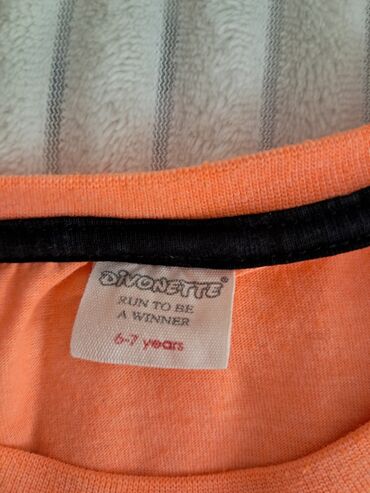 DiVONETTE®
RUN TO BE
A WINNER
6-7 years